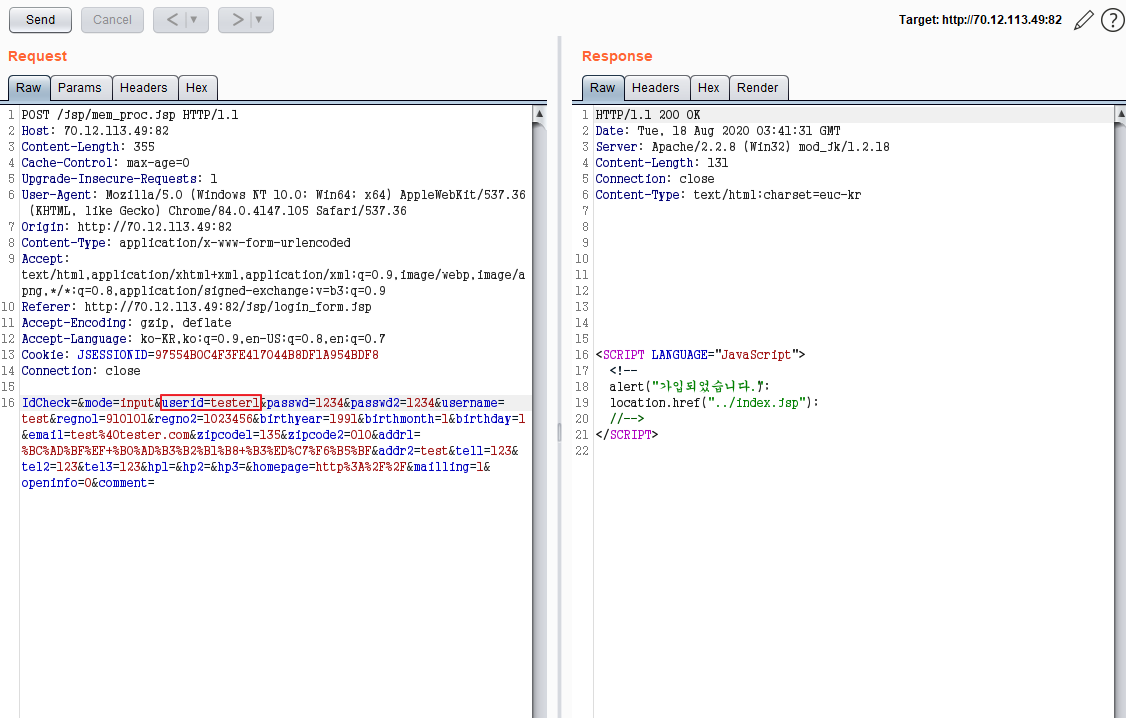 Send Cancel < | ▼ > | ▼ Target: http://70.12.113.49:82 ?
Request
Raw Params Headers Hex
1 POST /jsp/mem_proc.jsp HTTP/1.1
2 Host: 70.12.113.49:82
3 Content-Length: 355
4 Cache-Control: max-age=0
5 Upgrade-Insecure-Requests: 1
6 User-Agent: Mozilla/5.0 (Windows NT 10.0; Win64; x64) AppleWebKit/537.36
(KHTML, like Gecko) Chrome/84.0.4147.105 Safari/537.36
7 Origin: http://70.12.113.49:82
8 Content-Type: application/x-www-form-urlencoded
9 Accept:
text/html,application/xhtml+xml,application/xml;q=0.9,image/webp,image/a
png,*/*;q=0.8,application/signed-exchange;v=b3;q=0.9
10 Referer: http://70.12.113.49:82/jsp/login_form.jsp
11 Accept-Encoding: gzip, deflate
12 Accept-Language: ko-KR,ko;q=0.9,en-US;q=0.8,en;q=0.7
13 Cookie: JSESSIONID=97554B0C4F3FE417044B8DF1A954BDF8
14 Connection: close
15
16 IdCheck=&mode=input&userid=tester1&passwd=1234&passwd2=1234&username=
test&regno1=910101&regno2=1023456&birthyear=1991&birthmonth=1&birthday=1
&email=test%40tester.com&zipcode1=135&zipcode2=010&addr1=
%BC%AD%BF%EF+%B0%AD%B3%B2%B1%B8+%B3%ED%C7%F6%B5%BF&addr2=test&tel1=123&
tel2=123&tel3=123&hp1=&hp2=&hp3=&homepage=http%3A%2F%2F&mailling=1&
openinfo=0&comment=
Response
Raw Headers Hex Render
1 HTTP/1.1 200 OK
2 Date: Tue, 18 Aug 2020 03:41:31 GMT
3 Server: Apache/2.2.8 (Win32) mod_jk/1.2.18
4 Content-Length: 131
5 Connection: close
6 Content-Type: text/html;charset=euc-kr
7
8
9
10
11
12
13
14
15
16 <SCRIPT LANGUAGE="JavaScript">
17 <!--
18 alert("가입되었습니다.");
19 location.href("../index.jsp");
20 //-->
21 </SCRIPT>
22